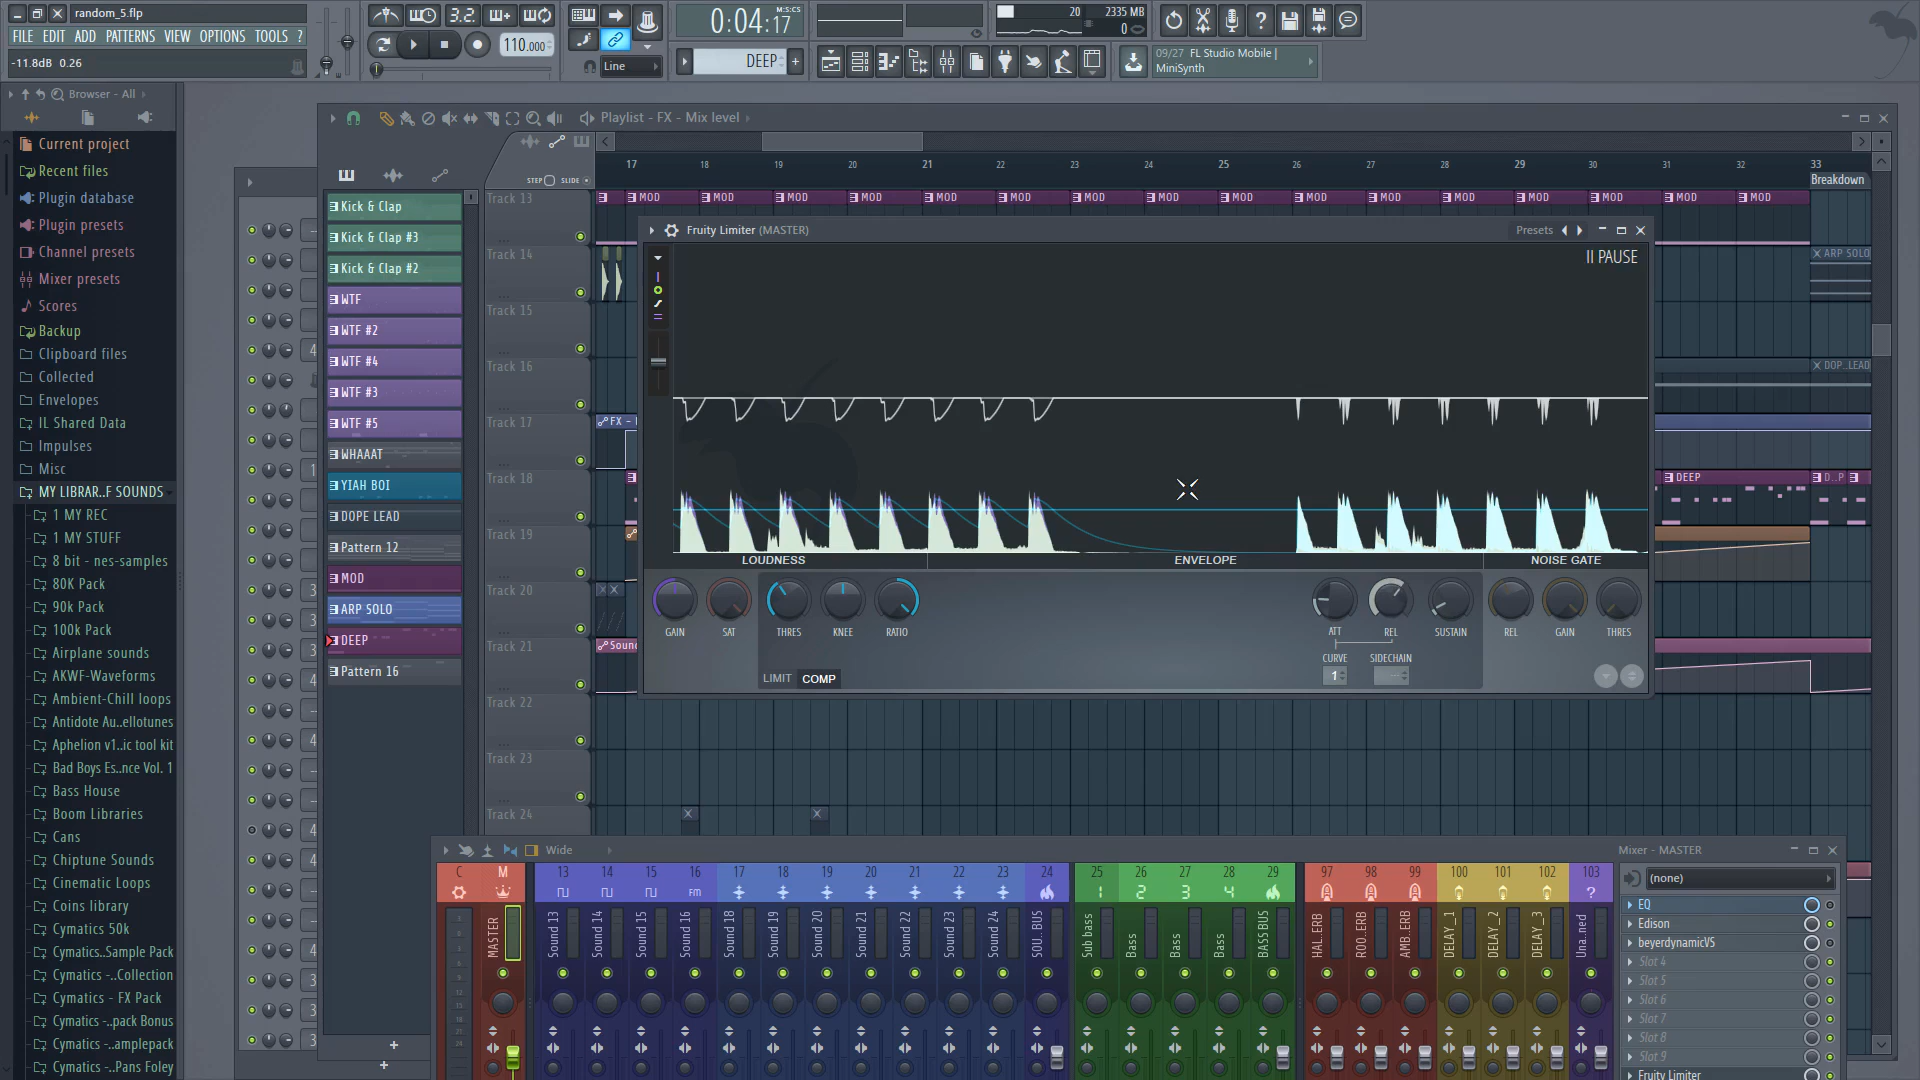 random_5.flp
FILE EDIT ADD PATTERNS VIEW OPTIONS TOOLS ?
-11.8dB 0.26
3.2.
110.000
Line
0:04:17
M:S:CS
DEEP
20
2335 MB
0
09/27 FL Studio Mobile |
MiniSynth
Browser - All
Current project
Recent files
Plugin database
Plugin presets
Channel presets
Mixer presets
Scores
Backup
Clipboard files
Collected
Envelopes
IL Shared Data
Impulses
Misc
MY LIBRAR..F SOUNDS
1 MY REC
1 MY STUFF
8 bit - nes-samples
80K Pack
90k Pack
100k Pack
Airplane sounds
AKWF-Waveforms
Ambient-Chill loops
Antidote Au..ellotunes
Aphelion v1..ic tool kit
Bad Boys Es..nce Vol. 1
Bass House
Boom Libraries
Cans
Chiptune Sounds
Cinematic Loops
Coins library
Cymatics 50k
Cymatics..Sample Pack
Cymatics -..Collection
Cymatics - FX Pack
Cymatics -..pack Bonus
Cymatics -..amplepack
Cymatics -..Pans Foley
Playlist - FX - Mix level
STEP SLIDE
17 18 19 20 21 22 23 24 25 26 27 28 29 30 31 32 33
Breakdown
Kick & Clap
Kick & Clap #3
Kick & Clap #2
WTF
WTF #2
WTF #4
WTF #3
WTF #5
WHAAAT
YIAH BOI
DOPE LEAD
Pattern 12
MOD
ARP SOLO
DEEP
Pattern 16
Track 13
MOD MOD MOD MOD MOD MOD MOD MOD MOD MOD MOD MOD MOD MOD MOD MOD
Track 14
ARP SOLO
Track 15
Track 16
DOP_LEAD
Track 17
FX -
Track 18
DEEP
D..P
Track 19
Track 20
Track 21
Soun
Track 22
Track 23
Track 24
Fruity Limiter (MASTER)
Presets
II PAUSE
LOUDNESS
ENVELOPE
NOISE GATE
GAIN SAT THRES KNEE RATIO
ATT REL SUSTAIN REL GAIN THRES
CURVE SIDECHAIN
1
LIMIT COMP
Wide
Mixer - MASTER
C M 13 14 15 16 17 18 19 20 21 22 23 24 25 26 27 28 29 97 98 99 100 101 102 103
FM
1 2 3 4
?
MASTER
Sound 13
Sound 14
Sound 15
Sound 16
Sound 18
Sound 19
Sound 20
Sound 21
Sound 22
Sound 23
Sound 24
SOU..BUS
Sub bass
Bass
Bass
Bass
BASS BUS
HAL.ERB
ROO.ERB
AMB.ERB
DELAY_1
DELAY_2
DELAY_3
Una..ned
(none)
EQ
Edison
beyerdynamicVS
Slot 4
Slot 5
Slot 6
Slot 7
Slot 8
Slot 9
Fruity Limiter